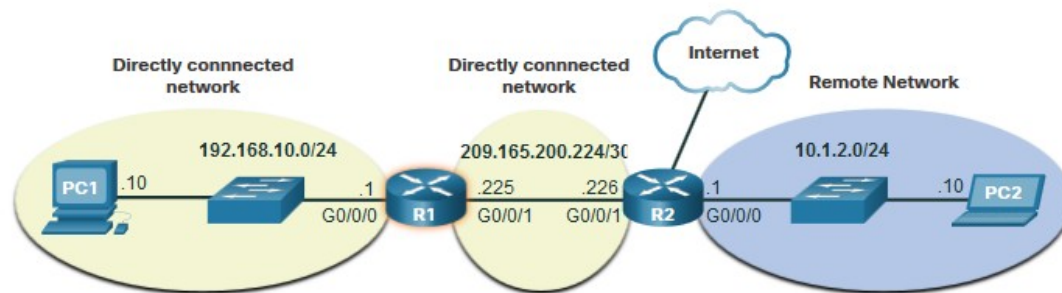 Internet
Directly connnected
network
Directly connnected
network
Remote Network
192.168.10.0/24
209.165.200.224/30
10.1.2.0/24
PC1
.10
.1
G0/0/0
R1
.225
G0/0/1
.226
G0/0/1
R2
.1
G0/0/0
.10
PC2